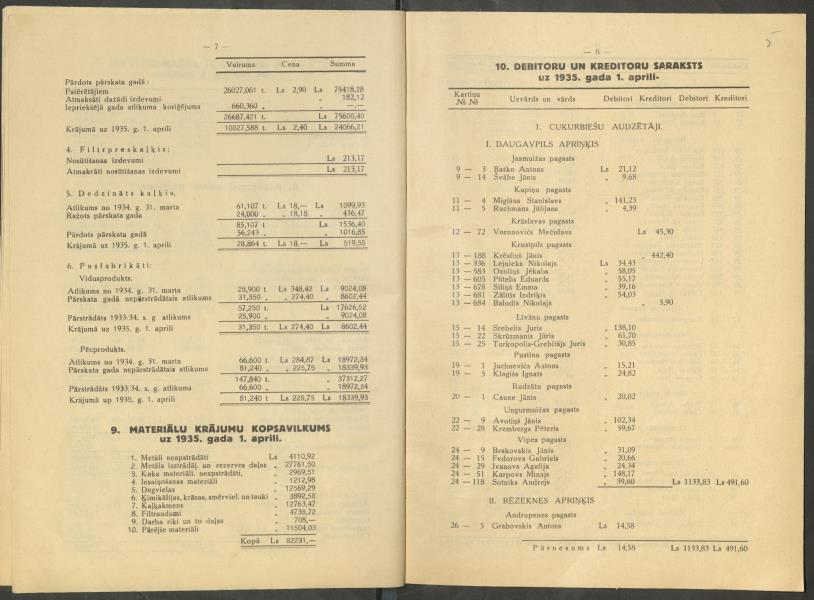 — 7 —
Vairums Cena Summa
Pārdots pārskata gadā:
Patērētājiem 26027,061 t. Ls 2,90 Ls 75418,28
Atmaksāti dažādi izdevumi „ 182,12
Iepriekšējā gada atlikuma koriģējums 660,360 „ „ —,—
26687,421 t. Ls 75600,40
Krājumā uz 1935. g. 1. aprili 10027,588 t. Ls 2,40 Ls 24066,21
4. Filtrpreskaļķis:
Nosūtīšanas izdevumi Ls 213,17
Atmakrāti nosūtīšanas izdevumi Ls 213,17
5. Dedzināts kaļķis.
Atlikums no 1934. g. 31. marta 61,107 t. Ls 18,— Ls 1099,93
Ražots pārskata gadā 24,000 „ „ 18,18 „ 436,47
85,107 t Ls 1536,40
Pārdots pārskata gadā 56,243 „ „ 1016,85
Krājumā uz 1935. g. 1. aprili 28,864 t. Ls 18,— Ls 519,55
6. Pusfabrikāti:
Vidusprodukts.
Atlikums no 1934. g. 31. marta 25,900 t. Ls 348,42 Ls 9024,08
Pārskata gadā nepārstrādātais atlikums 31,350 „ „ 274,40 „ 8602,44
57,250 t. Ls 17626,52
Pārstrādāts 1933/34. s. g. atlikums 25,900 „ „ 9024,08
Krājumā uz 1935. g. 1. aprili 31,350 t. Ls 274,40 Ls 8602,44
Pēcprodukts.
Atlikums no 1934. g. 31. marta 66,600 t. Ls 284,87 Ls 18972,34
Pārskata gada nepārstrādātais atlikums 81,240 „ „ 225,75 „ 18339,93
147,840 t. „ 37312,27
Pārstrādāts 1933/34. s. g. atlikums 66,600 „ „ 18972,34
Krājumā up 1935. g. 1. aprili 81,240 t Ls 225,75 Ls 18339,93
9. MATERIĀLU KRĀJUMU KOPSAVILKUMS
uz 1935. gada 1. aprili.
1. Metāli neapstrādāti Ls 4110,92
2. Metāla izstrādāj. un rezerves daļas „ 27761,50
3. Koka materiāli, neapstrādāti, „ 2969,51
4. Iesaiņošanas materiāli „ 1212,98
5. Degvielas „ 12569,29
6. Ķimikālijas, krāsas, smērviel. un tauki „ 3892,58
7. Kaļķakmens „ 12763,47
8. Filtraudumi „ 4738,72
9. Darba rīki un to daļas „ 708,—
10. Pārējie materiāli „ 11504,03
Kopā Ls 82231,—
— 8 —
10. DEBITORU UN KREDITORU SARAKSTS
uz 1935. gada 1. aprili-
Kartiņu
№ № Uzvārds un vārds Debitori Kreditori Debitori Kreditori
I. CUKURBIEŠU AUDZĒTĀJI.
I. DAUGAVPILS APRIŅĶIS
Jasmuižas pagasts
9 — 3 Baško Antons Ls 21,12
9 — 14 Švābe Jānis „ 9,68
Kapiņu pagasts
11 — 4 Miglāns Staņislavs „ 141,23
11 — 5 Ruchmans Jūlijans „ 4,39
Krāslavas pagasts
12 — 72 Voronovičs Mečislavs Ls 45,30
Krustpils pagasts
13 —188 Krēsliņš Jānis „ 442,40
13 —336 Lejnieks Nikolajs Ls 34,43
13 —583 Ozoliņš Jēkabs „ 58,05
13 —605 Pūtelis Eduards „ 55,17
13 —678 Siliņš Emma „ 39,16
13 —681 Zālītis Indriķis „ 54,03
13 —684 Balodis Nikolajs „ 3,90
Līvānu pagasts
15 — 14 Srebelis Juris „ 138,10
15 — 22 Skrūzmanis Jūris „ 61,70
15 — 25 Turkopolis-Grebitājs Juris „ 30,85
Pustina pagasts
19 — 1 Juchnevičs Antons „ 15,21
19 — 5 Klagišs Ignats „ 24,82
Rudzātu pagasts
20 — 1 Caune Jānis „ 20,02
Ungurmuižas pagasts
22 — 9 Avotiņš Jānis „ 102,34
22 — 28 Krembergs Pēteris „ 59,67
Vipes pagasts
24 — 9 Brakovskis Jānis „ 31,09
24 — 15 Fedorovs Gabriels „ 20,66
24 — 29 Ivanovs Agafija „ 24,34
24 — 51 Karpovs Minajs „ 148,17
24 —118 Sotniks Andrejs „ 39,60 Ls 1133,83 Ls 491,60
II. RĒZEKNES APRIŅĶIS
Andrupenes pagasts
26 — 5 Grabovskis Antons Ls 14,58
Pārnesums Ls 14,58 Ls 1133,83 Ls 491,60